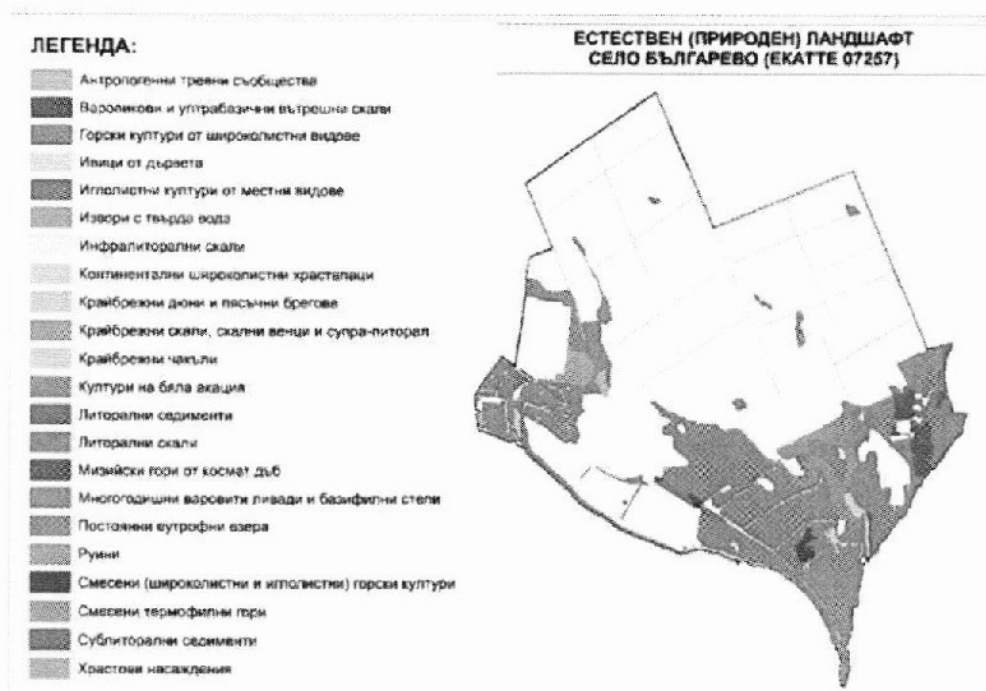 ЛЕГЕНДА:
Антропогенни тревни съобщества
Варовикови и ултрабазични вътрешни скали
Горски култури от широколистни видове
Ивици от дървета
Иглолистни култури от местни видове
Извори с твърда вода
Инфралиторални скали
Континентални широколистни храсталаци
Крайбрежни дюни и пясъчни брегове
Крайбрежни скали, скални венци и супра-литорал
Крайбрежни чакъли
Култури на бяла акация
Литорални седименти
Литорални скали
Мизийски гори от космат дъб
Многогодишни варовити ливади и базифилни степи
Постоянни еутрофни езера
Руини
Смесени (широколистни и иглолистни) горски култури
Смесени термофилни гори
Сублиторални седименти
Храстови насаждения
ЕСТЕСТВЕН (ПРИРОДЕН) ЛАНДШАФТ
СЕЛО БЪЛГАРЕВО (ЕКАТТЕ 07257)